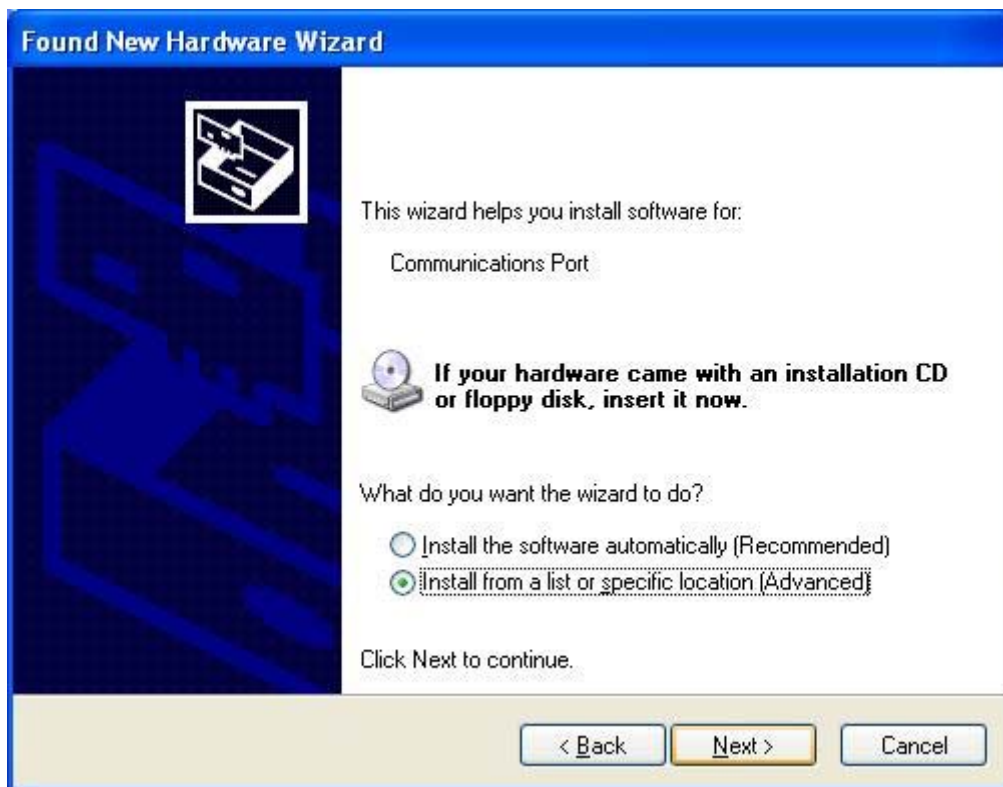 Found New Hardware Wizard
This wizard helps you install software for:
Communications Port
If your hardware came with an installation CD
or floppy disk, insert it now.
What do you want the wizard to do?
Install the software automatically (Recommended)
Install from a list or specific location (Advanced)
Click Next to continue.
< Back
Next >
Cancel